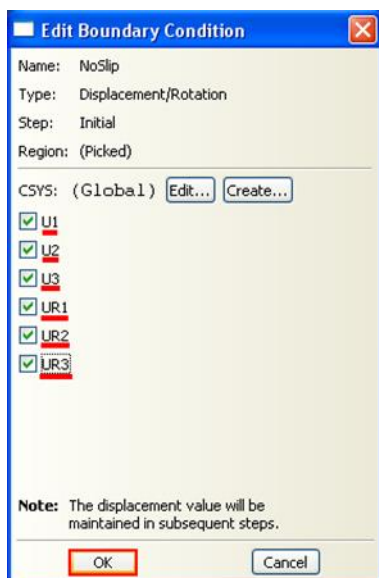 Edit Boundary Condition
Name: NoSlip
Type: Displacement/Rotation
Step: Initial
Region: (Picked)
CSYS: (Global) Edit... Create...
U1
U2
U3
UR1
UR2
UR3
Note: The displacement value will be
maintained in subsequent steps.
OK Cancel